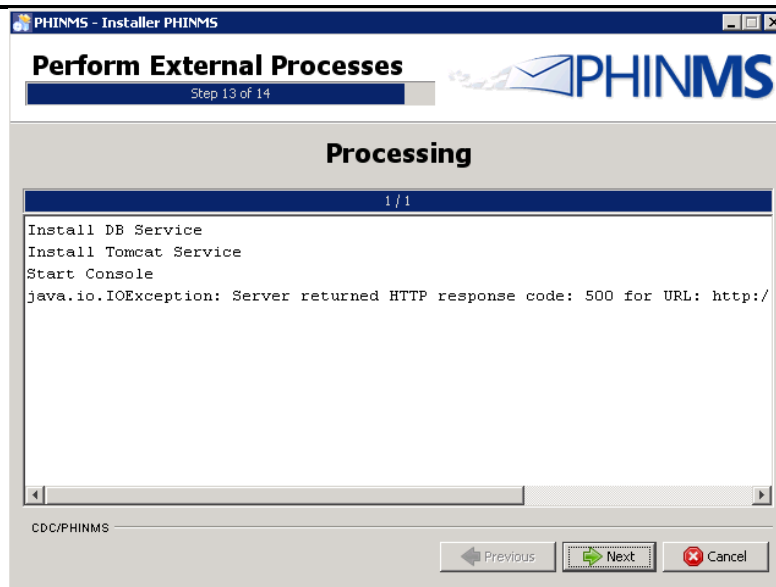 PHINMS - Installer PHINMS
Perform External Processes
Step 13 of 14
PHINMS
Processing
1 / 1
Install DB Service
Install Tomcat Service
Start Console
java.io.IOException: Server returned HTTP response code: 500 for URL: http:/
CDC/PHINMS
Previous
Next
Cancel